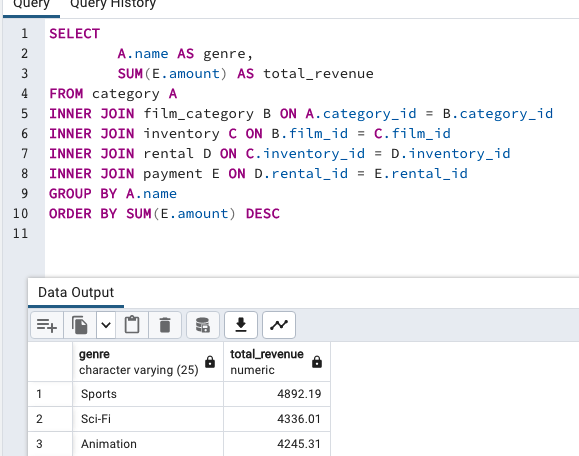 Query Query History
1 SELECT
2 A.name AS genre,
3 SUM(E.amount) AS total_revenue
4 FROM category A
5 INNER JOIN film_category B ON A.category_id = B.category_id
6 INNER JOIN inventory C ON B.film_id = C.film_id
7 INNER JOIN rental D ON C.inventory_id = D.inventory_id
8 INNER JOIN payment E ON D.rental_id = E.rental_id
9 GROUP BY A.name
10 ORDER BY SUM(E.amount) DESC
11
Data Output
genre total_revenue
character varying (25) numeric
1 Sports 4892.19
2 Sci-Fi 4336.01
3 Animation 4245.31